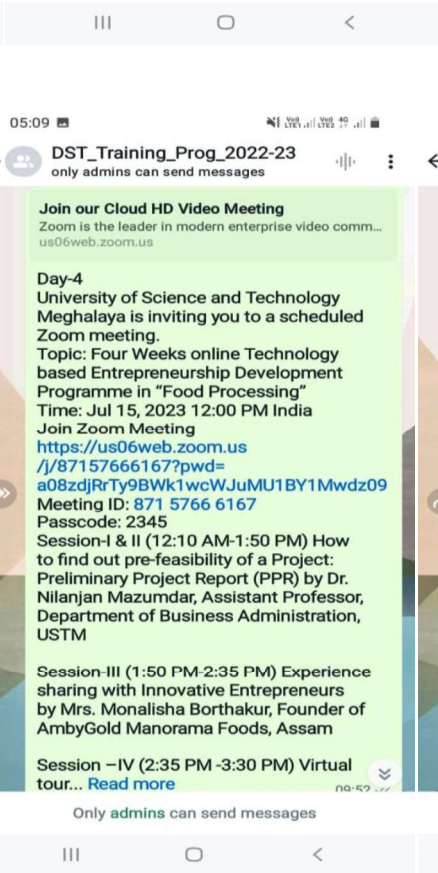 05:09
DST_Training_Prog_2022-23
only admins can send messages
Join our Cloud HD Video Meeting
Zoom is the leader in modern enterprise video comm...
us06web.zoom.us
Day-4
University of Science and Technology
Meghalaya is inviting you to a scheduled
Zoom meeting.
Topic: Four Weeks online Technology
based Entrepreneurship Development
Programme in “Food Processing”
Time: Jul 15, 2023 12:00 PM India
Join Zoom Meeting
https://us06web.zoom.us
/j/87157666167?pwd=
a08zdjRrTy9BWk1wcWJuMU1BY1Mwdz09
Meeting ID: 871 5766 6167
Passcode: 2345
Session-I & II (12:10 AM-1:50 PM) How
to find out pre-feasibility of a Project:
Preliminary Project Report (PPR) by Dr.
Nilanjan Mazumdar, Assistant Professor,
Department of Business Administration,
USTM
Session-III (1:50 PM-2:35 PM) Experience
sharing with Innovative Entrepreneurs
by Mrs. Monalisha Borthakur, Founder of
AmbyGold Manorama Foods, Assam
Session –IV (2:35 PM -3:30 PM) Virtual
tour... Read more
09:52
Only admins can send messages